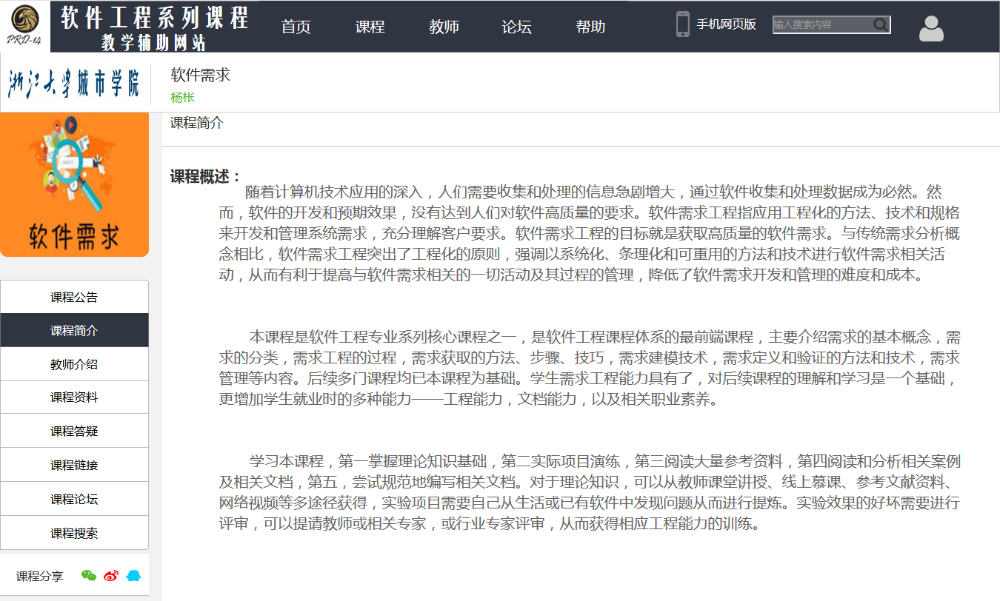 PRD-14
软件工程系列课程
教学辅助网站
首页
课程
教师
论坛
帮助
手机网页版
输入搜索内容
浙江大学城市学院
软件需求
杨枨
软件需求
课程公告
课程简介
教师介绍
课程资料
课程答疑
课程链接
课程论坛
课程搜索
课程分享
课程简介
课程概述：
随着计算机技术应用的深入，人们需要收集和处理的信息急剧增大，通过软件收集和处理数据成为必然。然
而，软件的开发和预期效果，没有达到人们对软件高质量的要求。软件需求工程指应用工程化的方法、技术和规格
来开发和管理系统需求，充分理解客户要求。软件需求工程的目标就是获取高质量的软件需求。与传统需求分析概
念相比，软件需求工程突出了工程化的原则，强调以系统化、条理化和可重用的方法和技术进行软件需求相关活
动，从而有利于提高与软件需求相关的一切活动及其过程的管理，降低了软件需求开发和管理的难度和成本。
本课程是软件工程专业系列核心课程之一，是软件工程课程体系的最前端课程，主要介绍需求的基本概念，需
求的分类，需求工程的过程，需求获取的方法、步骤、技巧，需求建模技术，需求定义和验证的方法和技术，需求
管理等内容。后续多门课程均已本课程为基础。学生需求工程能力具有了，对后续课程的理解和学习是一个基础，
更增加学生就业时的多种能力——工程能力，文档能力，以及相关职业素养。
学习本课程，第一掌握理论知识基础，第二实际项目演练，第三阅读大量参考资料，第四阅读和分析相关案例
及相关文档，第五，尝试规范地编写相关文档。对于理论知识，可以从教师课堂讲授、线上慕课、参考文献资料、
网络视频等多途径获得，实验项目需要自己从生活或已有软件中发现问题从而进行提炼。实验效果的好坏需要进行
评审，可以提请教师或相关专家，或行业专家评审，从而获得相应工程能力的训练。